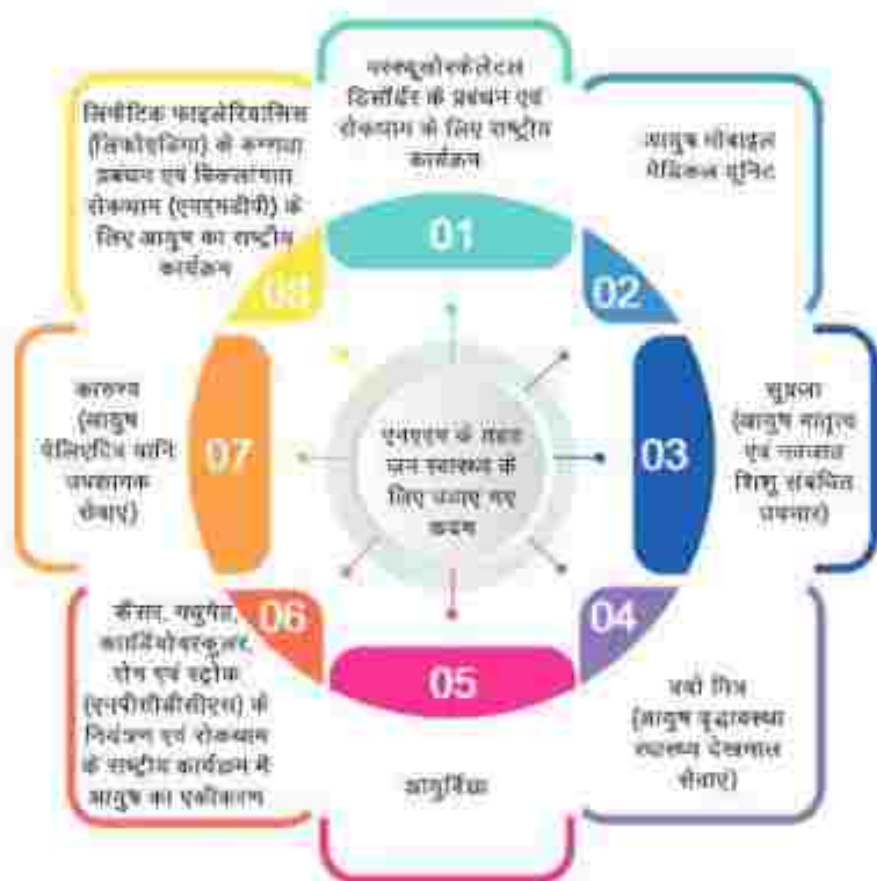 मस्क्यूलोस्केलेटल
डिसॉर्डर के प्रबंधन एवं
रोकथाम के लिए राष्ट्रीय
कार्यक्रम
01
आयुष मोबाइल
मेडिकल यूनिट
02
सुप्रजा
(आयुष मातृत्व
एवं नवजात
शिशु संबंधित
उपचार)
03
वयो मित्र
(आयुष वृद्धावस्था
स्वास्थ्य देखभाल
सेवाएं)
04
आयुर्विद्या
05
कैंसर, मधुमेह,
कार्डियोवस्कुलर,
रोग एवं स्ट्रोक
(एनपीसीडीसीएस) के
नियंत्रण एवं रोकथाम
के राष्ट्रीय कार्यक्रम में
आयुष का एकीकरण
06
कारुण्य
(आयुष
पेलिएटिव यानि
उपशामक
सेवाएं)
07
लिंफेटिक फाइलेरियासिस
(लिंफोएडिमा) के रुग्णता
प्रबंधन एवं विकलांगता
रोकथाम (एमएमडीपी) के
लिए आयुष का राष्ट्रीय
कार्यक्रम
08
एनएएम के तहत
जन स्वास्थ्य के
लिए उठाए गए
कदम